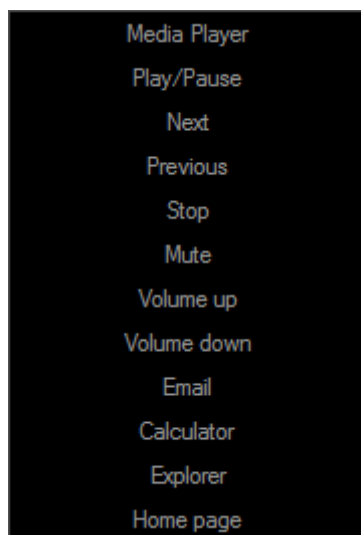 Media Player
Play/Pause
Next
Previous
Stop
Mute
Volume up
Volume down
Email
Calculator
Explorer
Home page